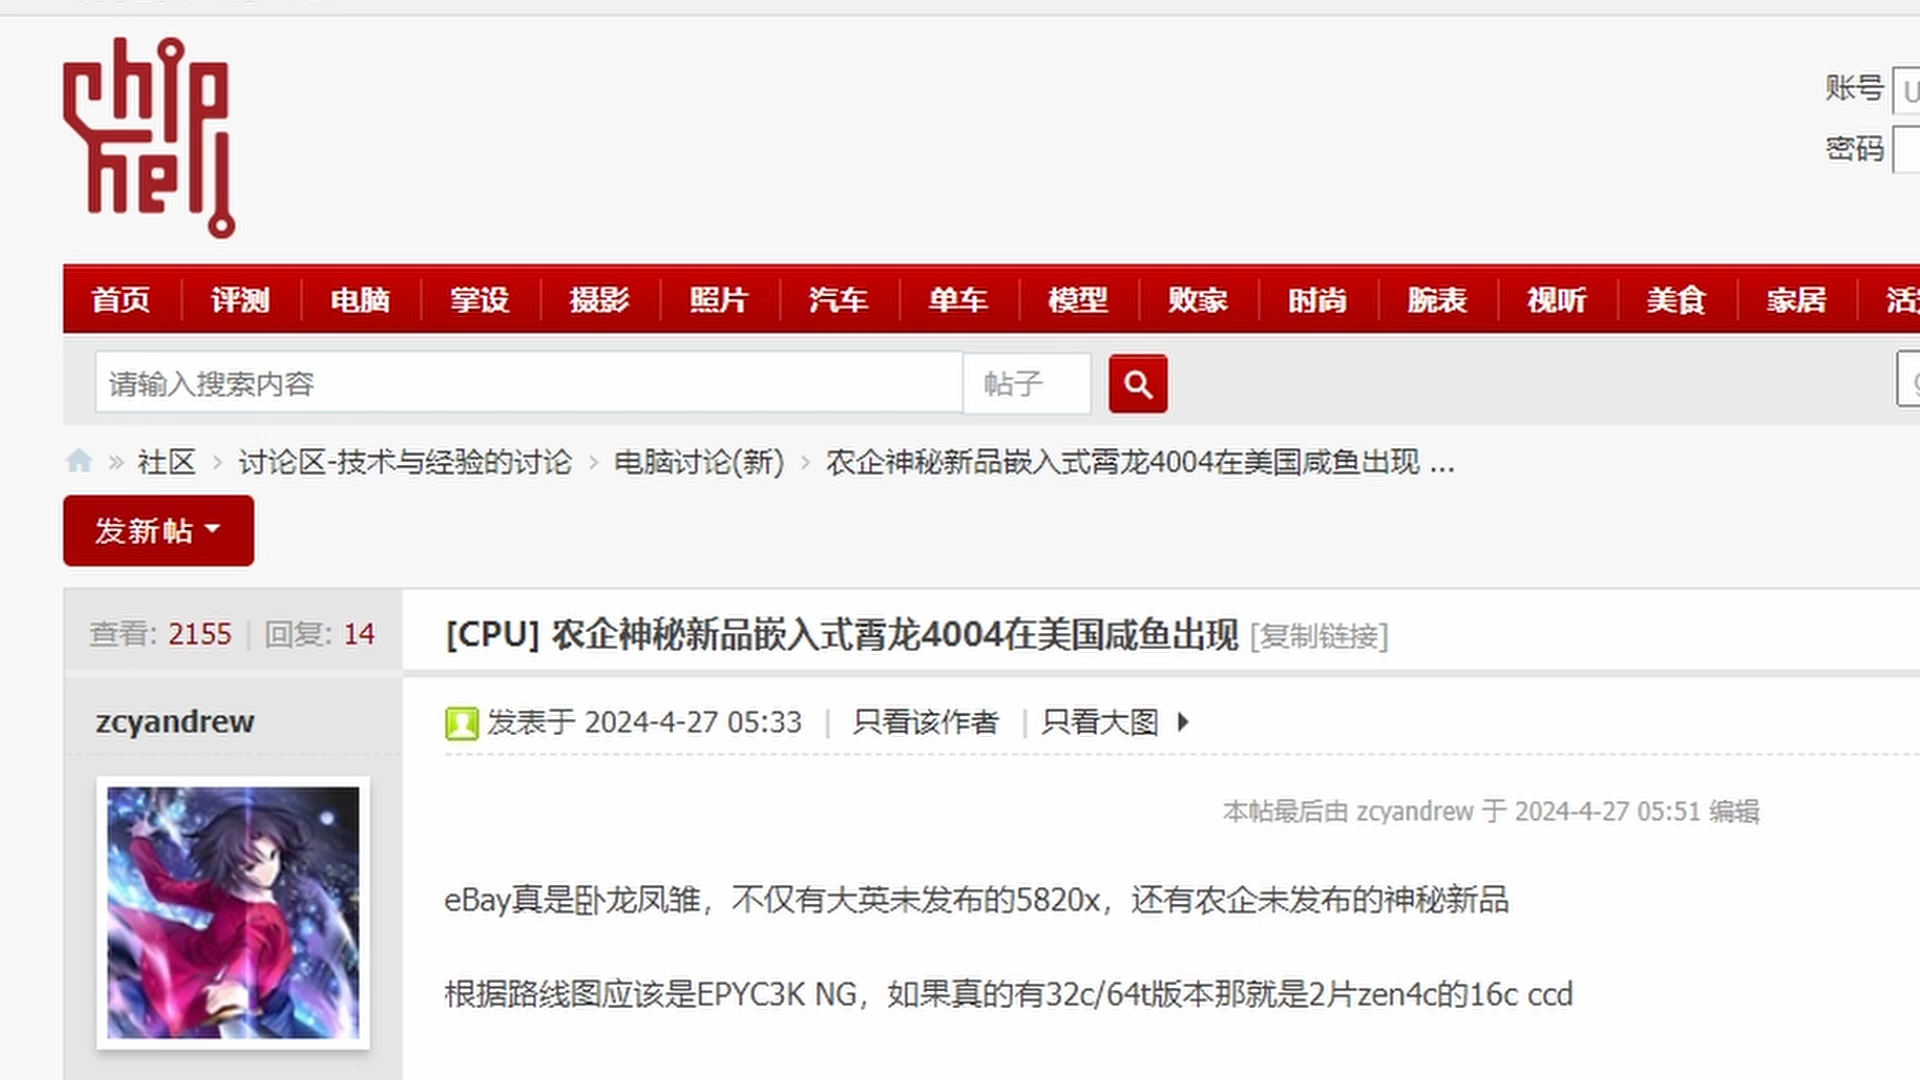 chip
hell
账号
密码
首页 评测 电脑 掌设 摄影 照片 汽车 单车 模型 败家 时尚 腕表 视听 美食 家居
请输入搜索内容 帖子
» 社区 › 讨论区-技术与经验的讨论 › 电脑讨论(新) › 农企神秘新品嵌入式霄龙4004在美国咸鱼出现 ...
发新帖
查看: 2155 | 回复: 14
[CPU] 农企神秘新品嵌入式霄龙4004在美国咸鱼出现 [复制链接]
zcyandrew
发表于 2024-4-27 05:33 | 只看该作者 | 只看大图
本帖最后由 zcyandrew 于 2024-4-27 05:51 编辑
eBay真是卧龙凤雏，不仅有大英未发布的5820x，还有农企未发布的神秘新品
根据路线图应该是EPYC3K NG，如果真的有32c/64t版本那就是2片zen4c的16c ccd